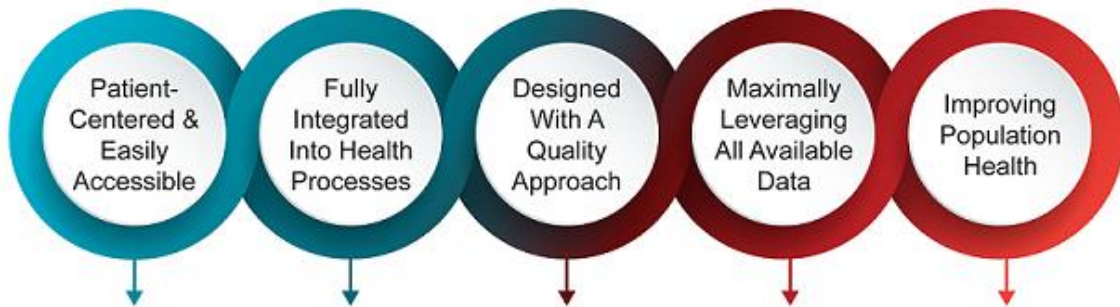 Patient-
Centered &
Easily
Accessible
Fully
Integrated
Into Health
Processes
Designed
With A
Quality
Approach
Maximally
Leveraging
All Available
Data
Improving
Population
Health